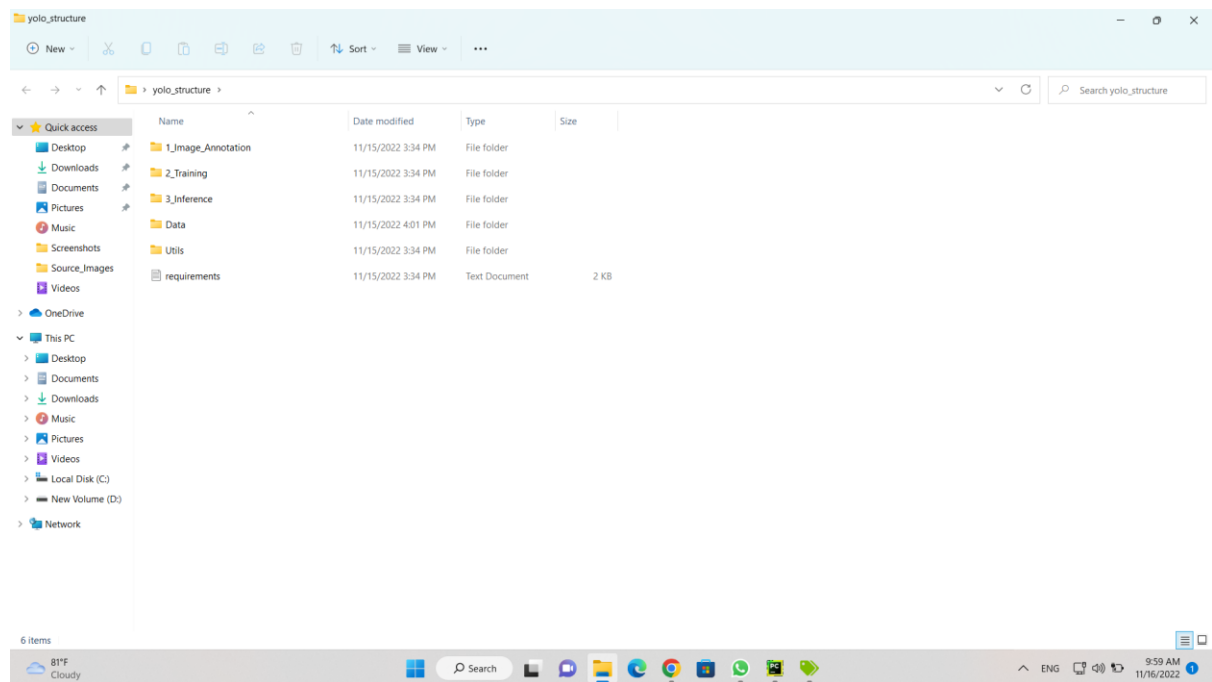 yolo_structure
New
Sort
View
yolo_structure
Search yolo_structure
Name Date modified Type Size
1_Image_Annotation 11/15/2022 3:34 PM File folder
2_Training 11/15/2022 3:34 PM File folder
3_Inference 11/15/2022 3:34 PM File folder
Data 11/15/2022 4:01 PM File folder
Utils 11/15/2022 3:34 PM File folder
requirements 11/15/2022 3:34 PM Text Document 2 KB
Quick access
Desktop
Downloads
Documents
Pictures
Music
Screenshots
Source_Images
Videos
OneDrive
This PC
Desktop
Documents
Downloads
Music
Pictures
Videos
Local Disk (C:)
New Volume (D:)
Network
6 items
81°F
Cloudy
Search
PC
ENG
9:59 AM
11/16/2022
1